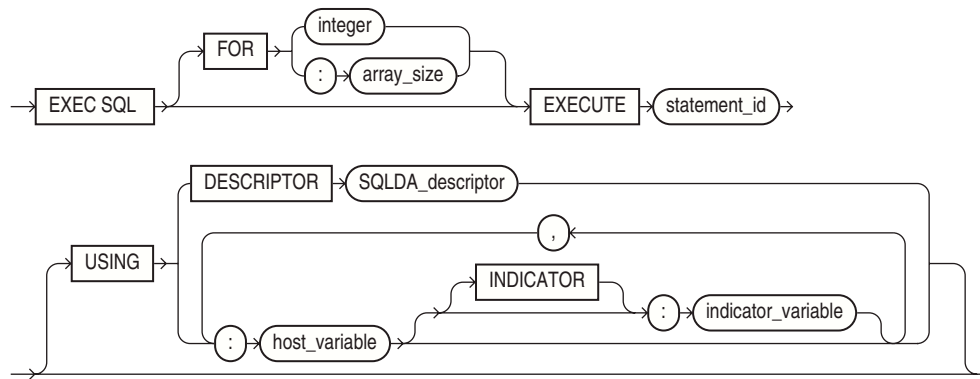 integer
FOR
: array_size
EXEC SQL EXECUTE statement_id
DESCRIPTOR SQLDA_descriptor
,
USING INDICATOR
: indicator_variable
: host_variable